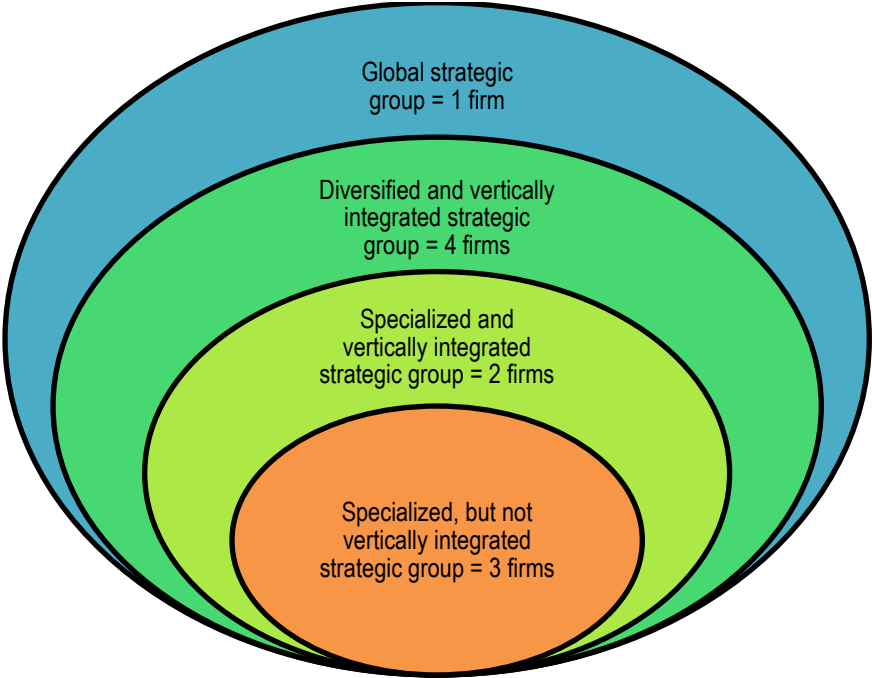 Global strategic
group = 1 firm
Diversified and vertically
integrated strategic
group = 4 firms
Specialized and
vertically integrated
strategic group = 2 firms
Specialized, but not
vertically integrated
strategic group = 3 firms